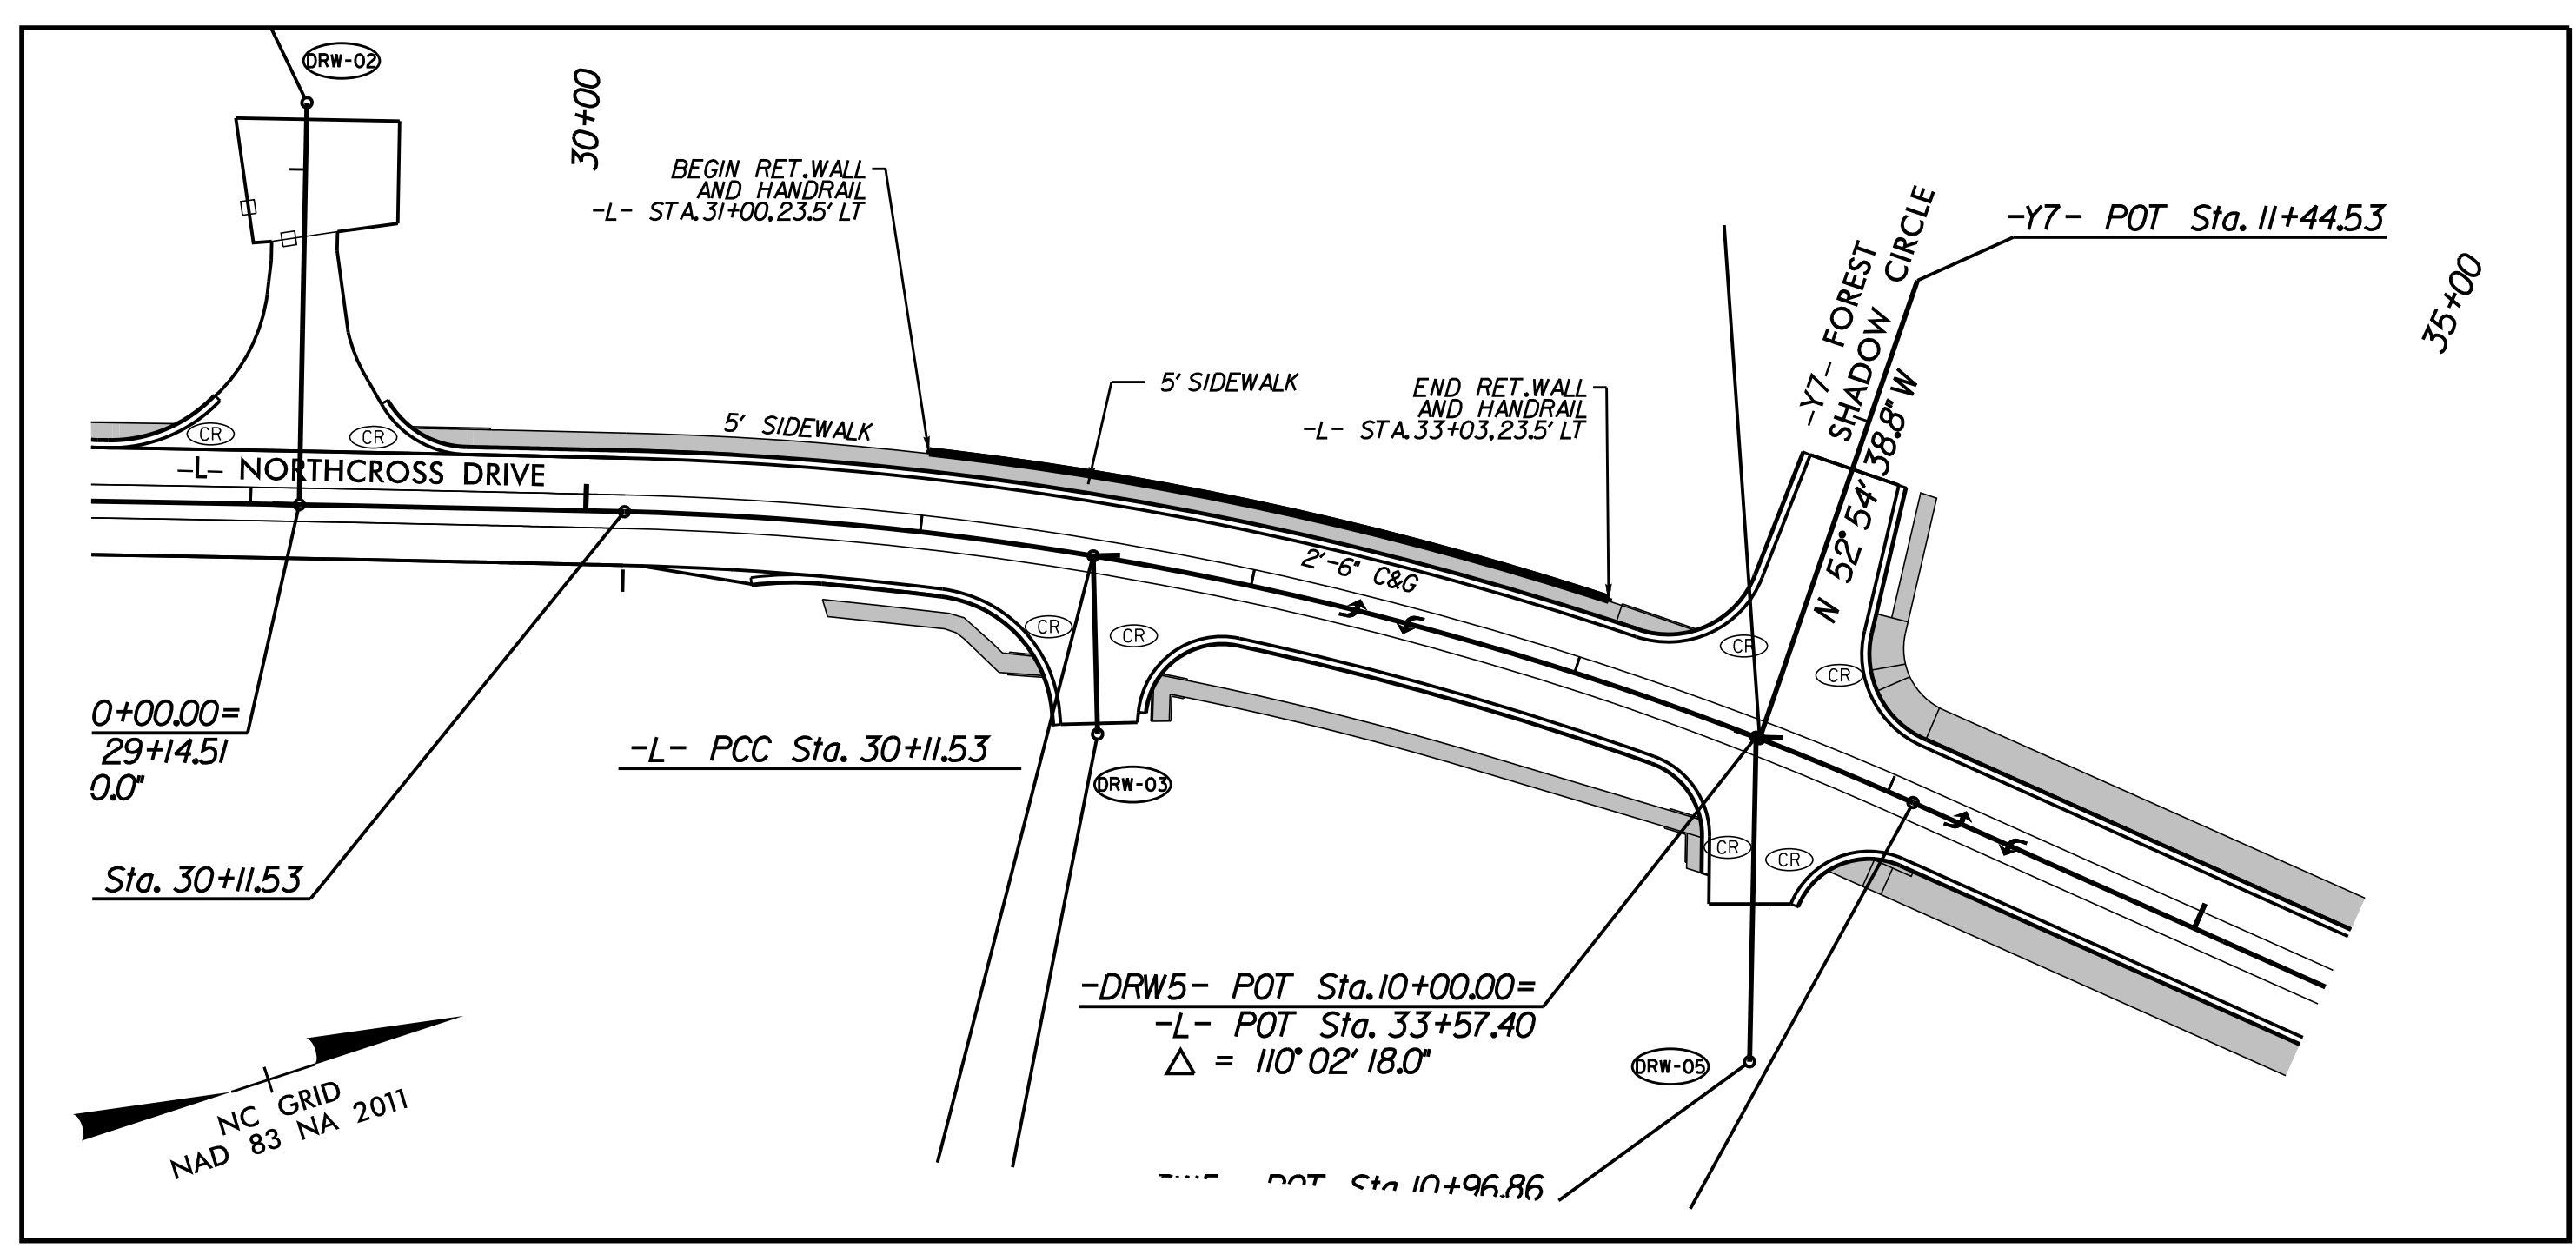 DRW-02
30+00
BEGIN RET.WALL
AND HANDRAIL
-L- STA.31+00,23.5' LT
-Y7- POT Sta. 11+44.53
-Y7- FOREST
SHADOW CIRCLE
35+00
5' SIDEWALK
5' SIDEWALK
END RET.WALL
AND HANDRAIL
-L- STA.33+03,23.5' LT
N 52° 54' 38.8" W
CR
CR
-L- NORTHCROSS DRIVE
2'-6" C&G
CR
CR
CR
CR
0+00.00=
29+14.51
0.0"
-L- PCC Sta. 30+11.53
DRW-03
Sta. 30+11.53
CR
CR
-DRW5- POT Sta.10+00.00=
-L- POT Sta. 33+57.40
△ = 110° 02' 18.0"
DRW-05
NC GRID
NAD 83 NA 2011
POT Sta 10+96.86